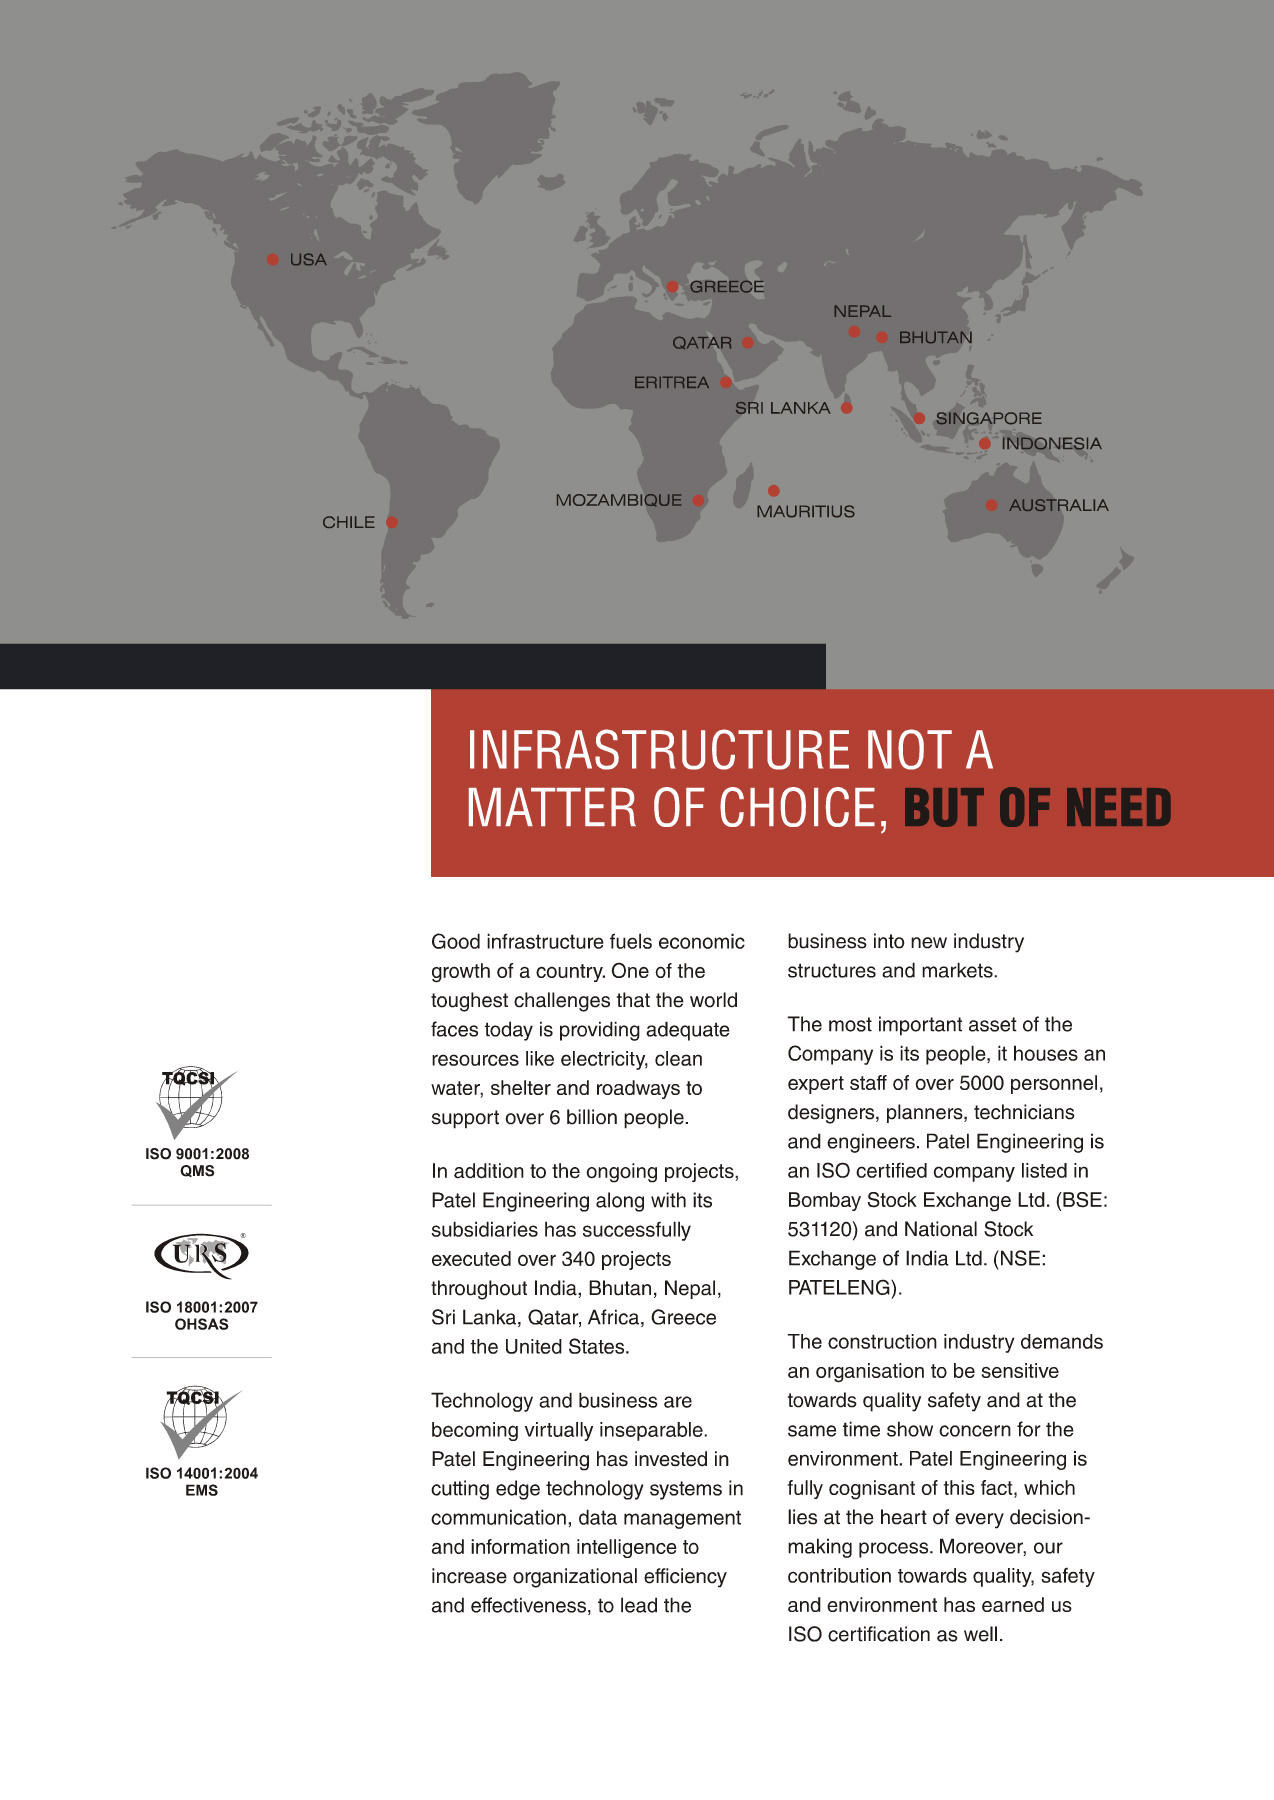 USA
GREECE
NEPAL
QATAR
BHUTAN
ERITREA
SRI LANKA
SINGAPORE
INDONESIA
MOZAMBIQUE
MAURITIUS
AUSTRALIA
CHILE
INFRASTRUCTURE NOT A
MATTER OF CHOICE, BUT OF NEED
TQCSI
ISO 9001:2008
QMS
URS®
ISO 18001:2007
OHSAS
TQCSI
ISO 14001:2004
EMS
Good infrastructure fuels economic
growth of a country. One of the
toughest challenges that the world
faces today is providing adequate
resources like electricity, clean
water, shelter and roadways to
support over 6 billion people.
In addition to the ongoing projects,
Patel Engineering along with its
subsidiaries has successfully
executed over 340 projects
throughout India, Bhutan, Nepal,
Sri Lanka, Qatar, Africa, Greece
and the United States.
Technology and business are
becoming virtually inseparable.
Patel Engineering has invested in
cutting edge technology systems in
communication, data management
and information intelligence to
increase organizational efficiency
and effectiveness, to lead the
business into new industry
structures and markets.
The most important asset of the
Company is its people, it houses an
expert staff of over 5000 personnel,
designers, planners, technicians
and engineers. Patel Engineering is
an ISO certified company listed in
Bombay Stock Exchange Ltd. (BSE:
531120) and National Stock
Exchange of India Ltd. (NSE:
PATELENG).
The construction industry demands
an organisation to be sensitive
towards quality safety and at the
same time show concern for the
environment. Patel Engineering is
fully cognisant of this fact, which
lies at the heart of every decision-
making process. Moreover, our
contribution towards quality, safety
and environment has earned us
ISO certification as well.